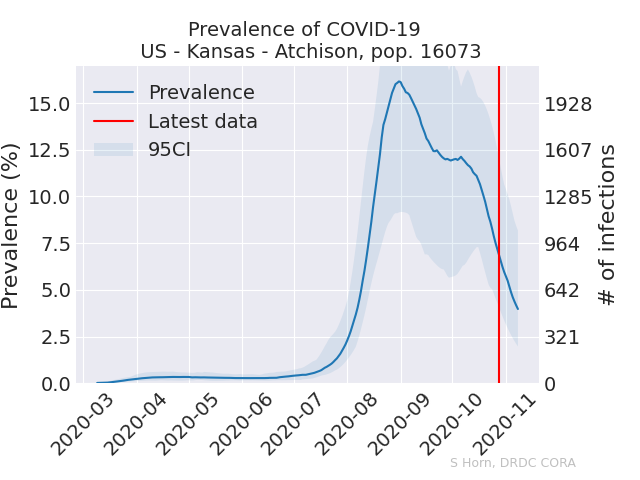 Prevalence of COVID-19
US - Kansas - Atchison, pop. 16073
Prevalence
Latest data
95CI
Prevalence (%)
15.0
12.5
10.0
7.5
5.0
2.5
0.0
1928
1607
1285
964
642
321
0
# of infections
2020-03
2020-04
2020-05
2020-06
2020-07
2020-08
2020-09
2020-10
2020-11
S Horn, DRDC CORA